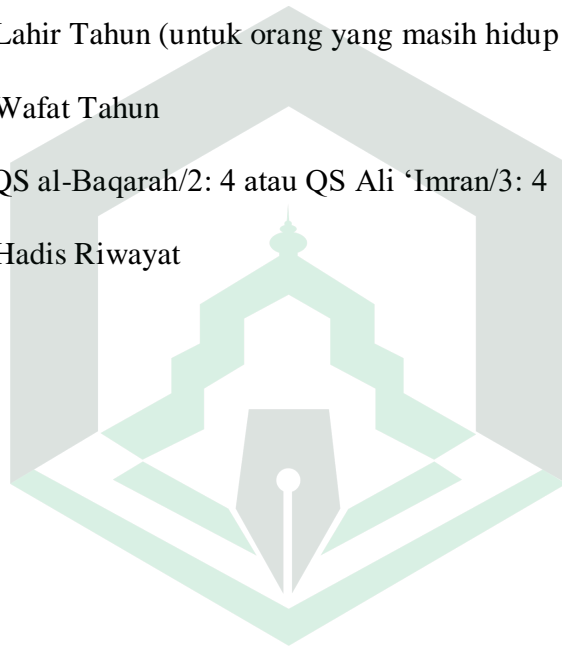 Lahir Tahun (untuk orang yang masih hidup
Wafat Tahun
QS al-Baqarah/2: 4 atau QS Ali ‘Imran/3: 4
Hadis Riwayat